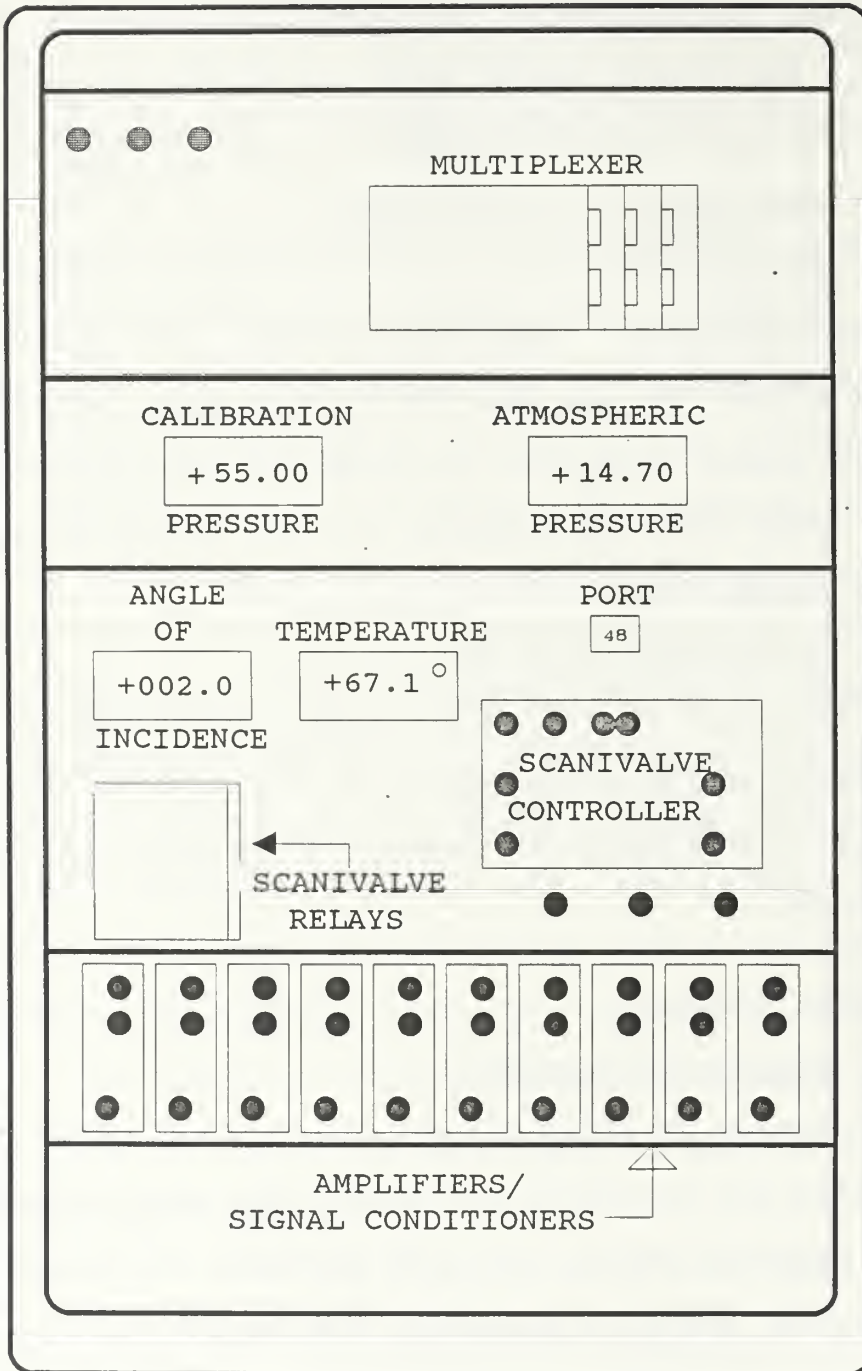 MULTIPLEXER
CALIBRATION
+55.00
PRESSURE
ATMOSPHERIC
+14.70
PRESSURE
ANGLE
OF
+002.0
INCIDENCE
TEMPERATURE
+67.1°
PORT
48
SCANIVALVE
CONTROLLER
SCANIVALVE
RELAYS
AMPLIFIERS/
SIGNAL CONDITIONERS